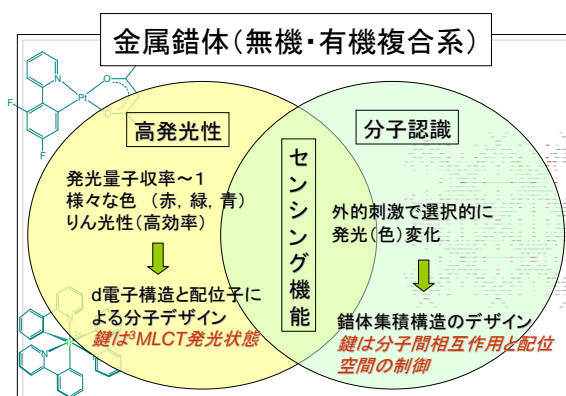 金属錯体(無機・有機複合系)
高発光性
発光量子収率～1
様々な色 (赤, 緑, 青)
りん光性(高効率)
d電子構造と配位子に
よる分子デザイン
鍵は³MLCT発光状態
センシング機能
分子認識
外的刺激で選択的に
発光(色)変化
錯体集積構造のデザイン
鍵は分子間相互作用と配位
空間の制御
N
Pt
O
O
F
F
N
N